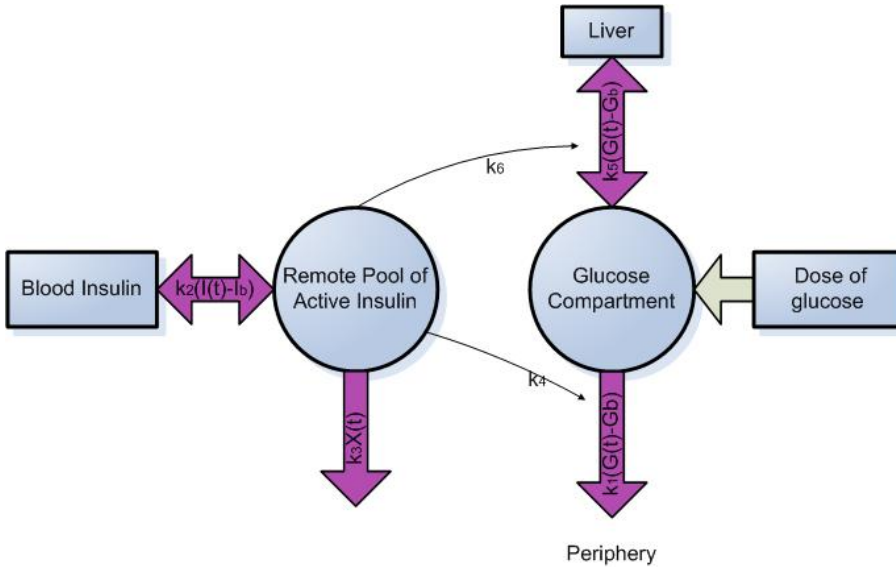 Liver
k5(G(t)-Gb)
k6
Blood Insulin
k2(I(t)-Ib)
Remote Pool of
Active Insulin
Glucose
Compartment
Dose of
glucose
k4
k3X(t)
k1(G(t)-Gb)
Periphery